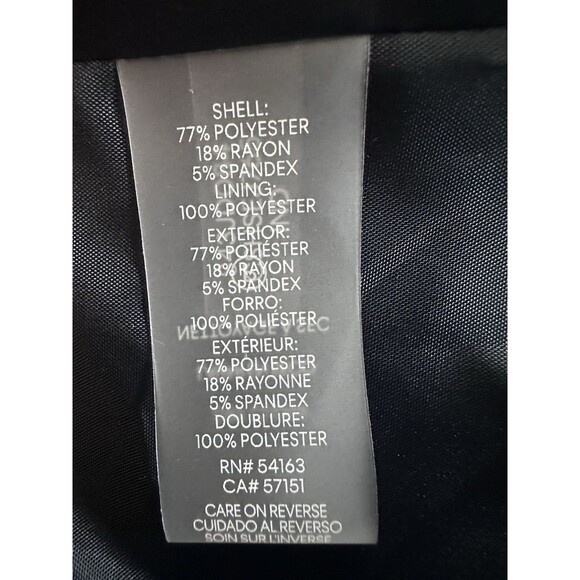 SHELL:
77% POLYESTER
18% RAYON
5% SPANDEX
LINING:
100% POLYESTER
EXTERIOR:
77% POLIÉSTER
18% RAYON
5% SPANDEX
FORRO:
100% POLIÉSTER
EXTÉRIEUR:
77% POLYESTER
18% RAYONNE
5% SPANDEX
DOUBLURE:
100% POLYESTER
RN# 54163
CA# 57151
CARE ON REVERSE
CUIDADO AL REVERSO
SOIN SUR L'INVERSE